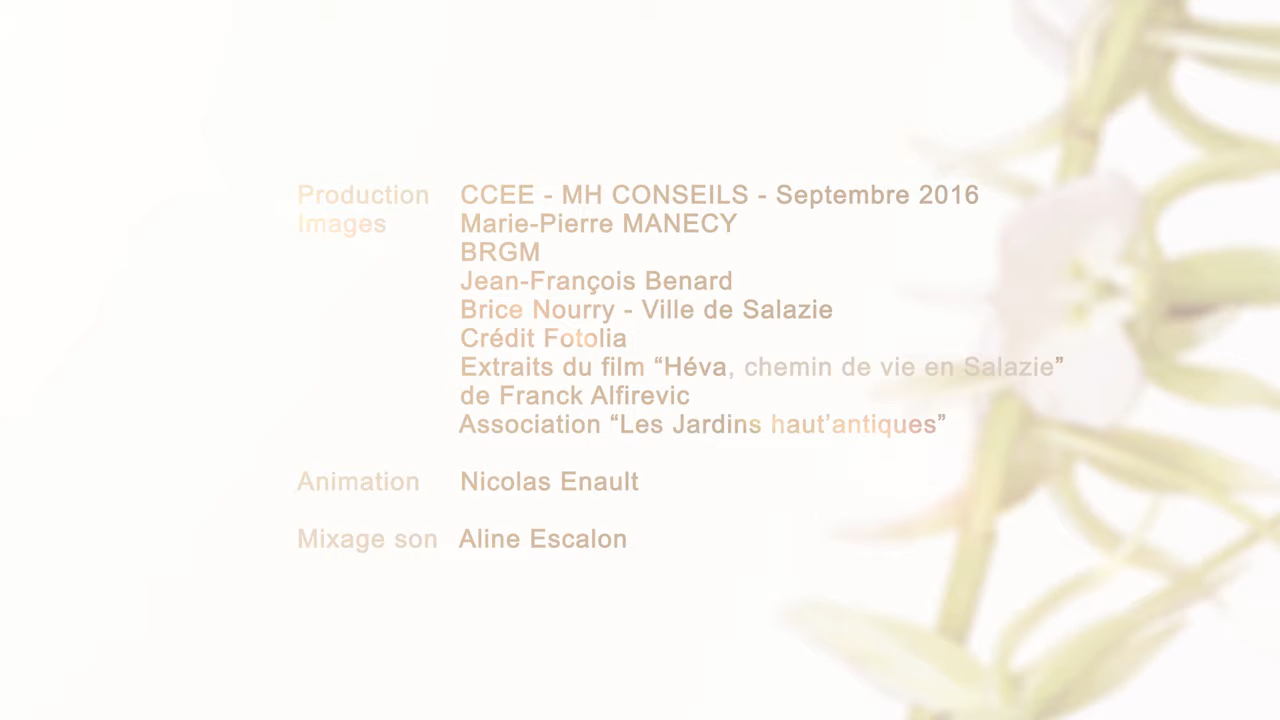 Production CCEE - MH CONSEILS - Septembre 2016
Images Marie-Pierre MANECY
BRGM
Jean-François Benard
Brice Nourry - Ville de Salazie
Crédit Fotolia
Extraits du film “Héva, chemin de vie en Salazie”
de Franck Alfirevic
Association “Les Jardins haut’antiques”
Animation Nicolas Enault
Mixage son Aline Escalon